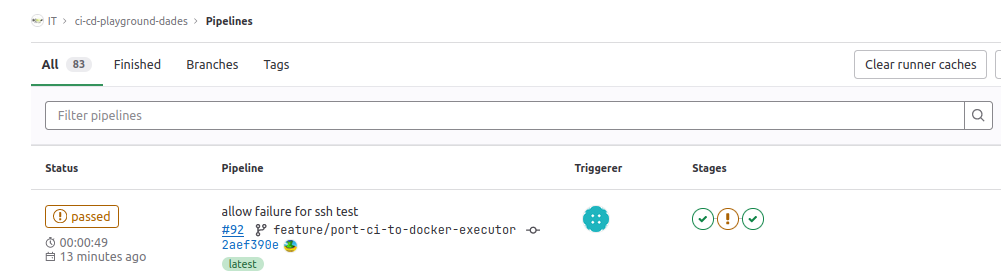 IT > ci-cd-playground-dades > Pipelines
All 83 Finished Branches Tags Clear runner caches
Filter pipelines
Status Pipeline Triggerer Stages
passed allow failure for ssh test
#92 feature/port-ci-to-docker-executor
00:00:49 2aef390e
13 minutes ago latest